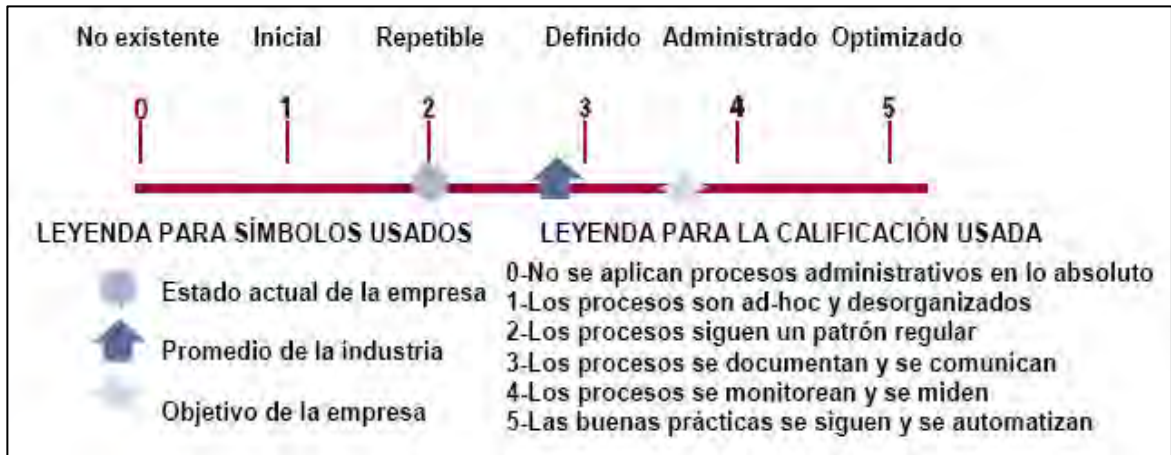 No existente Inicial Repetible Definido Administrado Optimizado
0 1 2 3 4 5
LEYENDA PARA SÍMBOLOS USADOS
Estado actual de la empresa
Promedio de la industria
Objetivo de la empresa
LEYENDA PARA LA CALIFICACIÓN USADA
0-No se aplican procesos administrativos en lo absoluto
1-Los procesos son ad-hoc y desorganizados
2-Los procesos siguen un patrón regular
3-Los procesos se documentan y se comunican
4-Los procesos se monitorean y se miden
5-Las buenas prácticas se siguen y se automatizan